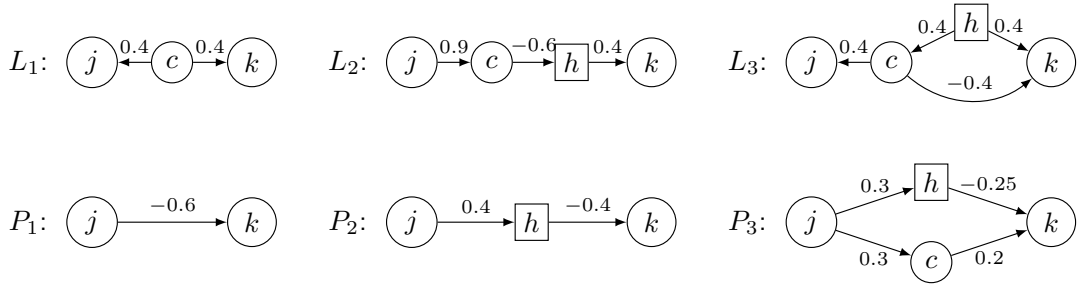 L₁: j 0.4 c 0.4 k
L₂: j 0.9 c −0.6 h 0.4 k
L₃: j 0.4 c 0.4 h 0.4 −0.4 k
P₁: j −0.6 k
P₂: j 0.4 h −0.4 k
P₃: j 0.3 h −0.25 0.3 c 0.2 k